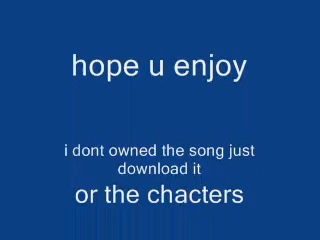 hope u enjoy
i dont owned the song just
download it
or the chacters